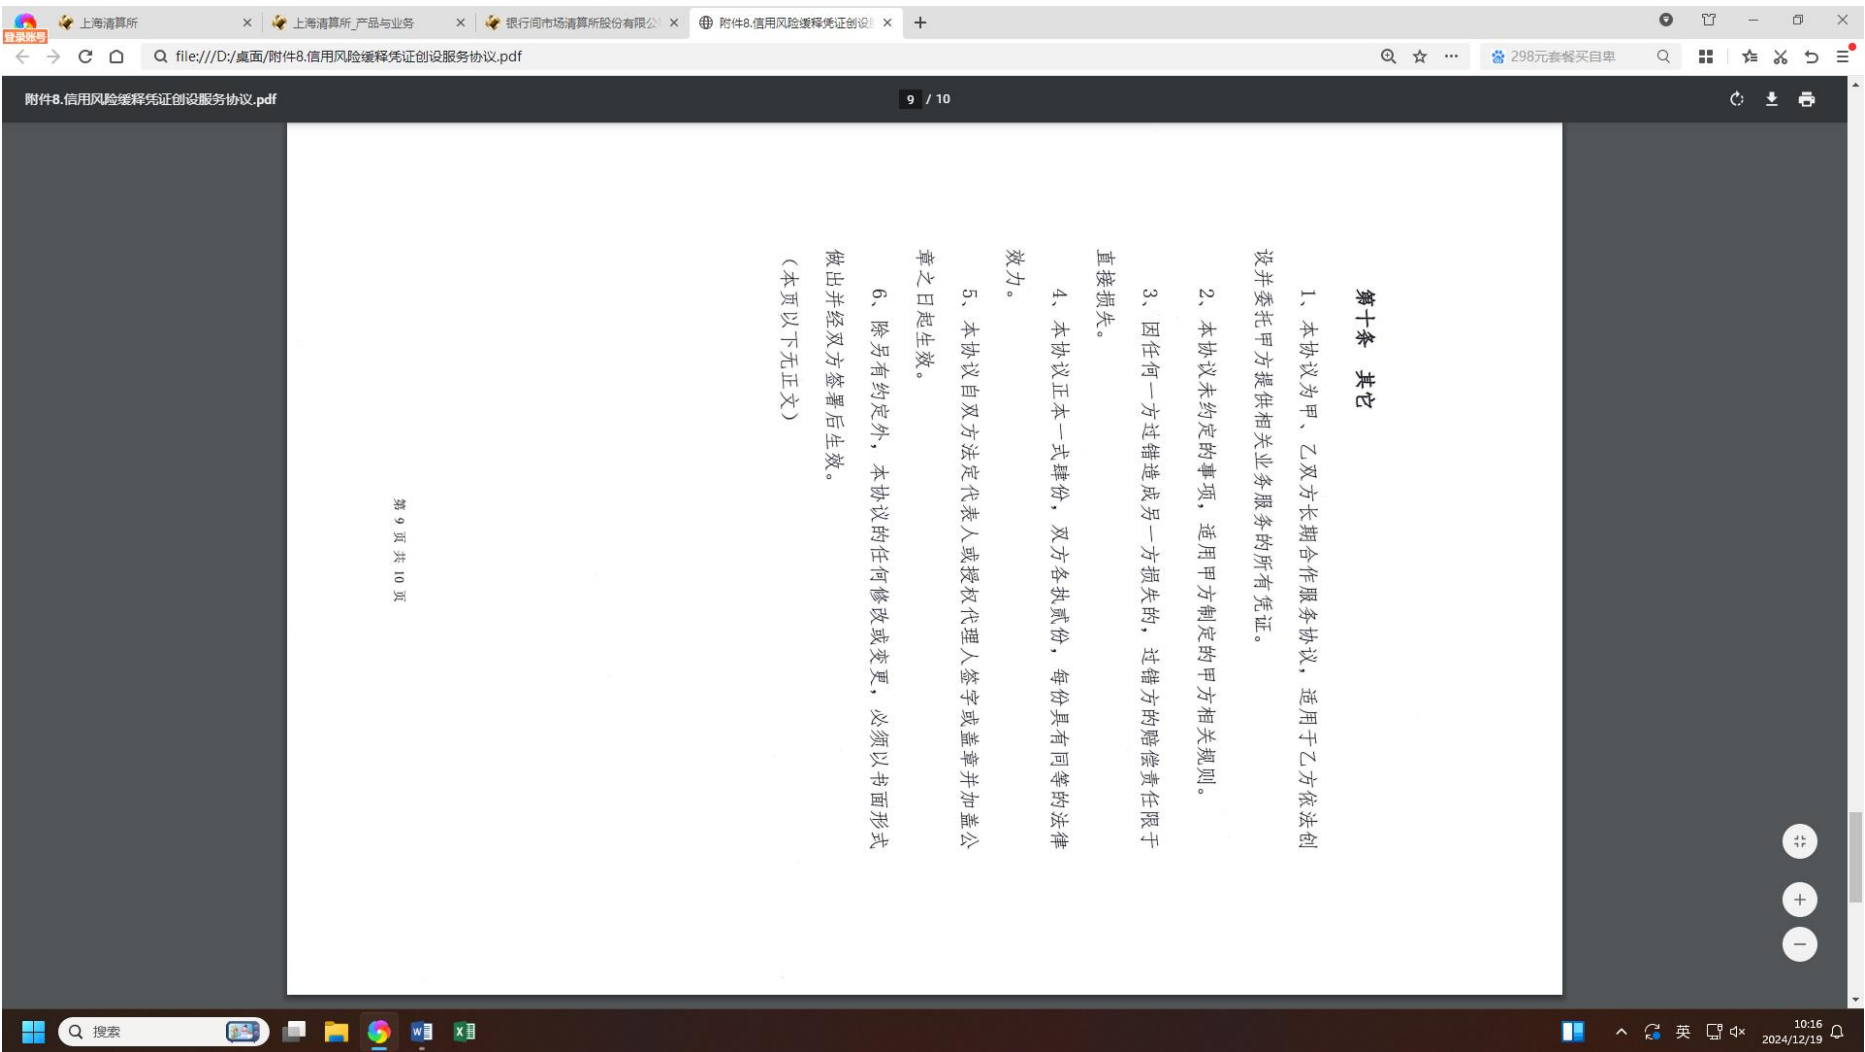 上海清算所
上海清算所_产品与业务
银行间市场清算所股份有限公
附件8.信用风险缓释凭证创设
登录账号
file:///D:/桌面/附件8.信用风险缓释凭证创设服务协议.pdf
298元套餐买自卑
附件8.信用风险缓释凭证创设服务协议.pdf
9 / 10
第十条 其它
1、本协议为甲、乙双方长期合作服务协议，适用于乙方依法创
设并委托甲方提供相关业务服务的所有凭证。
2、本协议未约定的事项，适用甲方制定的甲方相关规则。
3、因任何一方过错造成另一方损失的，过错方的赔偿责任限于
直接损失。
4、本协议正本一式肆份，双方各执贰份，每份具有同等的法律
效力。
5、本协议自双方法定代表人或授权代理人签字或盖章并加盖公
章之日起生效。
6、除另有约定外，本协议的任何修改或变更，必须以书面形式
做出并经双方签署后生效。
（本页以下无正文）
第 9 页 共 10 页
搜索
英
10:16
2024/12/19